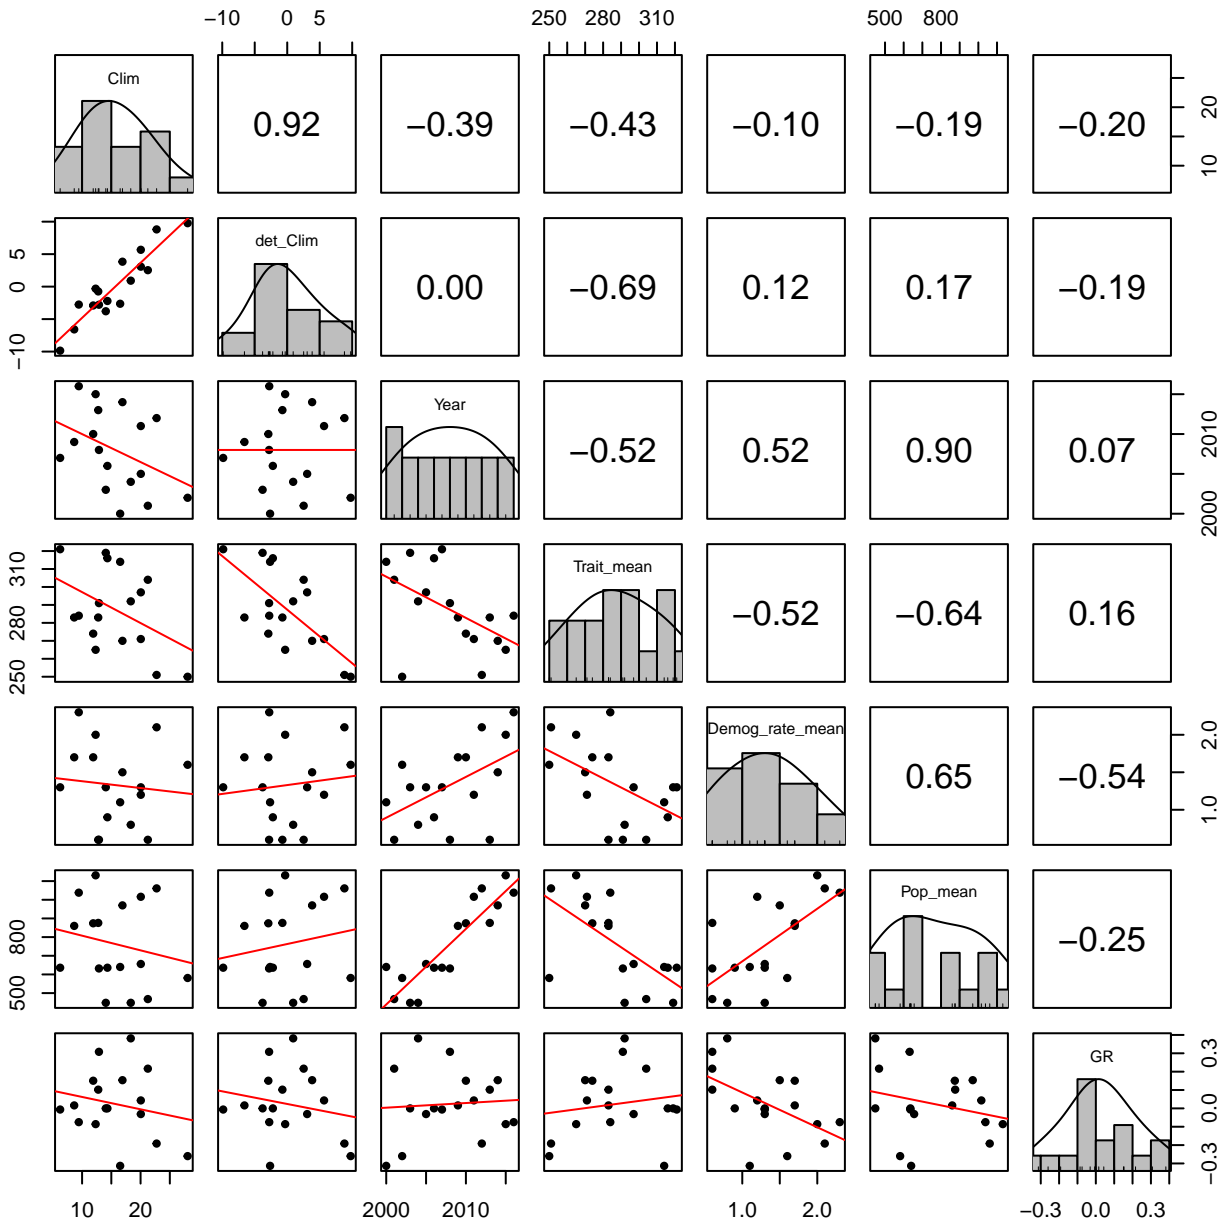 −10 0 5 250 280 310 500 800
Clim 0.92 −0.39 −0.43 −0.10 −0.19 −0.20 10 20
−10 0 5 det_Clim 0.00 −0.69 0.12 0.17 −0.19
Year −0.52 0.52 0.90 0.07 2000 2010
250 280 310 Trait_mean −0.52 −0.64 0.16
Demog_rate_mean 0.65 −0.54 1.0 2.0
500 800 Pop_mean −0.25
GR −0.3 0.0 0.3
10 20 2000 2010 1.0 2.0 −0.3 0.0 0.3